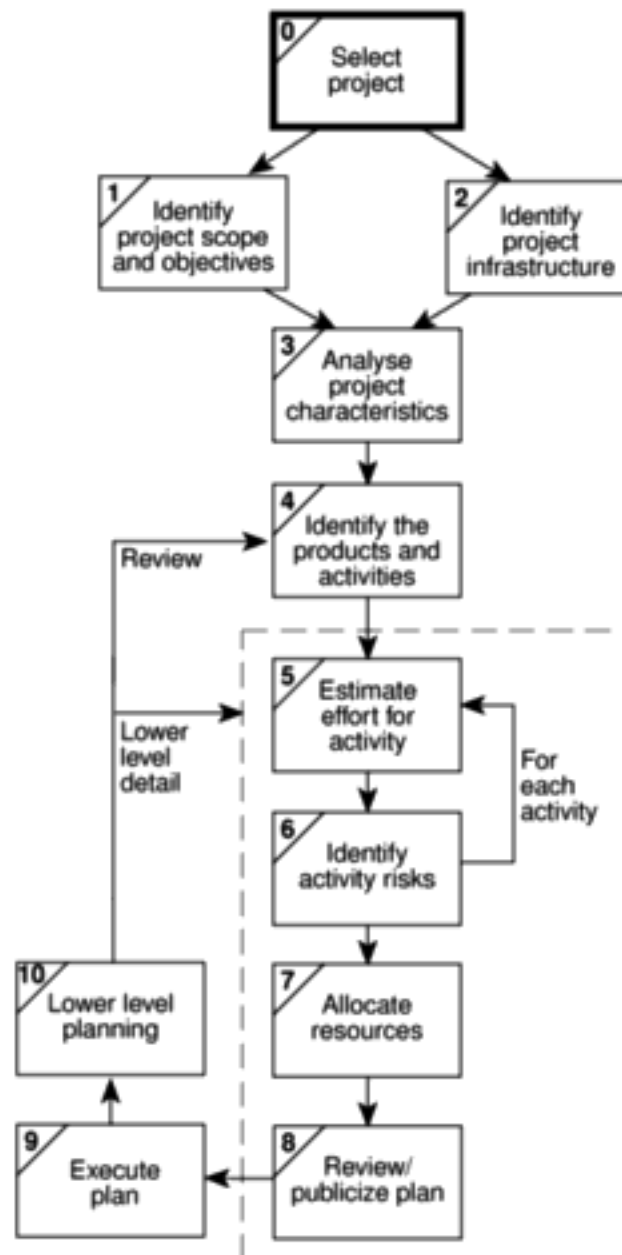 0
Select
project
1
Identify
project scope
and objectives
2
Identify
project
infrastructure
3
Analyse
project
characteristics
4
Identify the
products and
activities
Review
5
Estimate
effort for
activity
Lower
level
detail
For
each
activity
6
Identify
activity risks
10
Lower level
planning
7
Allocate
resources
9
Execute
plan
8
Review/
publicize plan